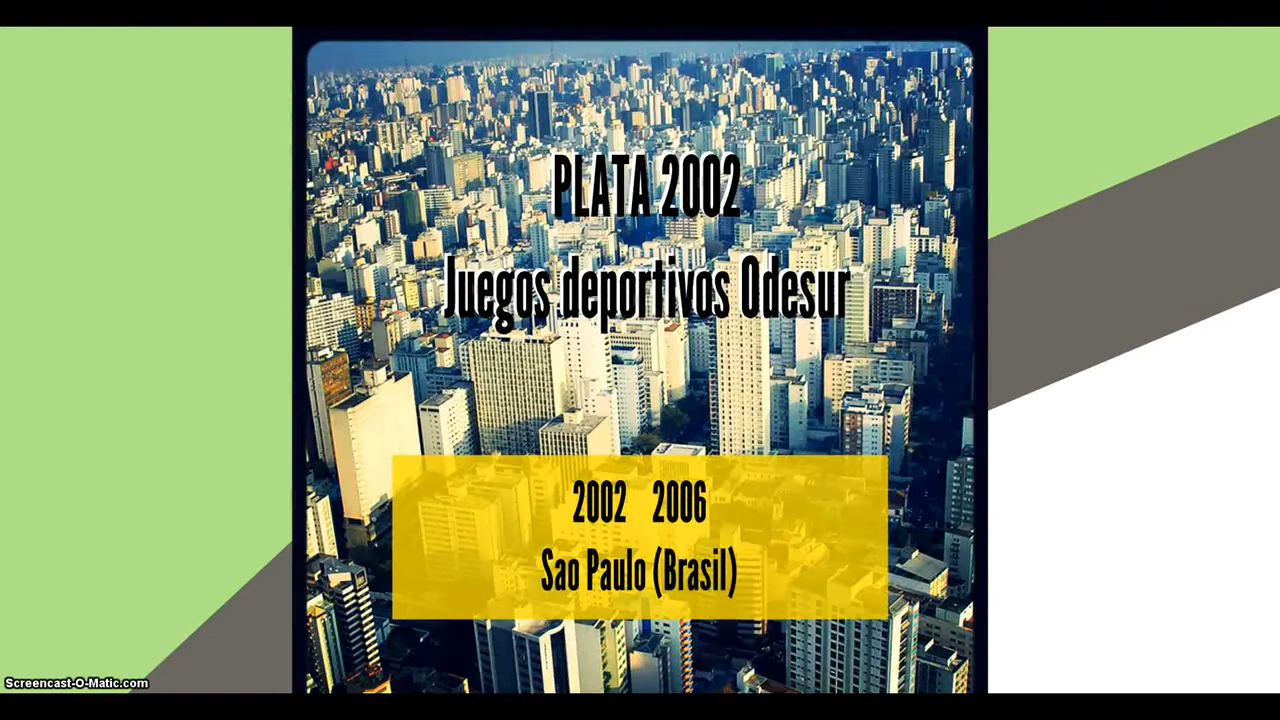 PLATA 2002
Juegos deportivos Odesur
2002 2006
Sao Paulo (Brasil)
Screencast-O-Matic.com